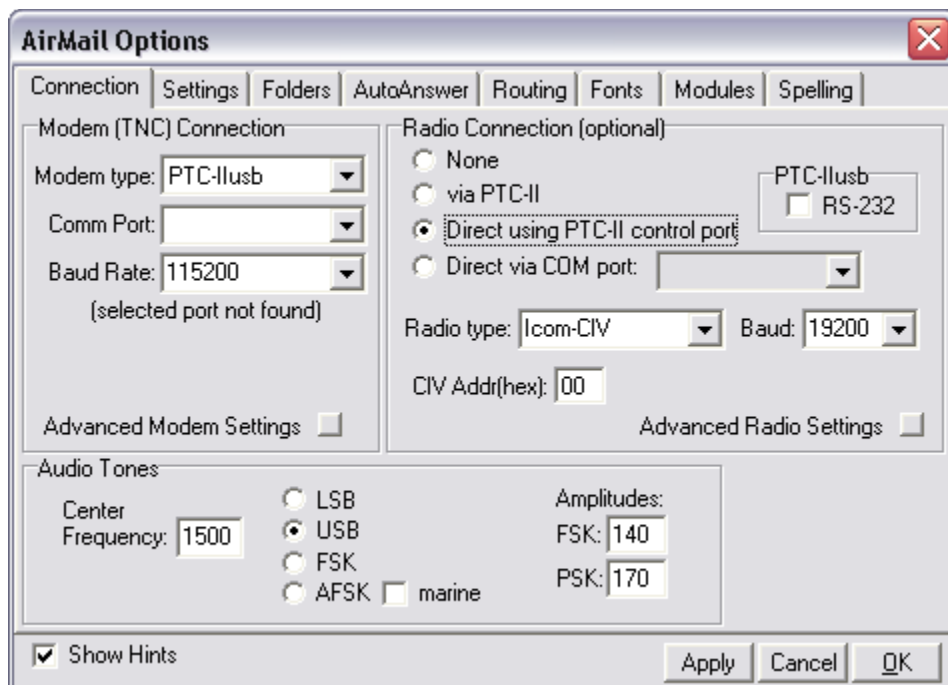 AirMail Options
Connection Settings Folders AutoAnswer Routing Fonts Modules Spelling
Modem (TNC) Connection
Modem type: PTC-IIusb
Comm Port:
Baud Rate: 115200
(selected port not found)
Advanced Modem Settings
Radio Connection (optional)
None
via PTC-II
Direct using PTC-II control port
Direct via COM port:
PTC-IIusb
RS-232
Radio type: Icom-CIV Baud: 19200
CIV Addr(hex): 00
Advanced Radio Settings
Audio Tones
Center
Frequency: 1500
LSB
USB
FSK
AFSK marine
Amplitudes:
FSK: 140
PSK: 170
Show Hints
Apply Cancel OK